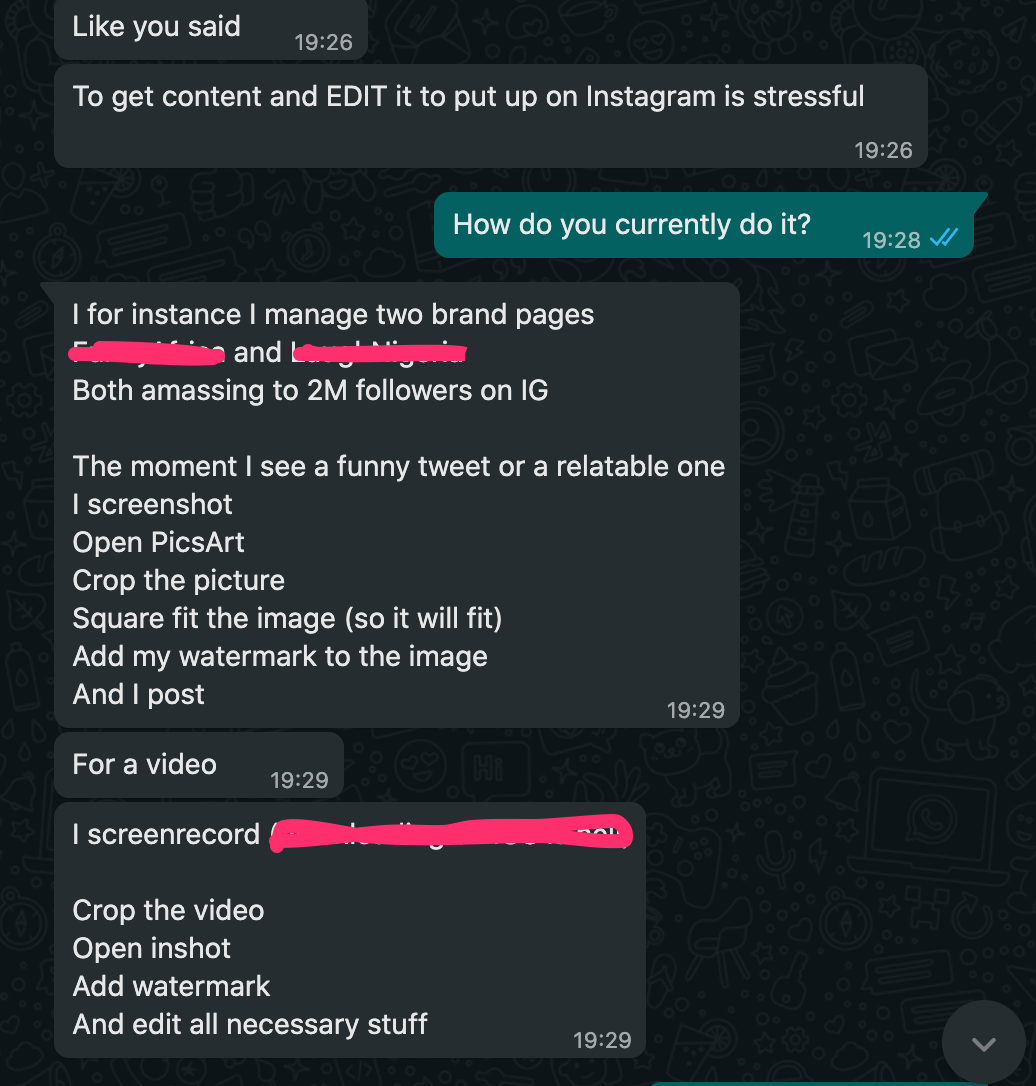 Like you said
19:26
To get content and EDIT it to put up on Instagram is stressful
19:26
How do you currently do it?
19:28
I for instance I manage two brand pages
and
Both amassing to 2M followers on IG
The moment I see a funny tweet or a relatable one
I screenshot
Open PicsArt
Crop the picture
Square fit the image (so it will fit)
Add my watermark to the image
And I post
19:29
For a video
19:29
I screenrecord
Crop the video
Open inshot
Add watermark
And edit all necessary stuff
19:29